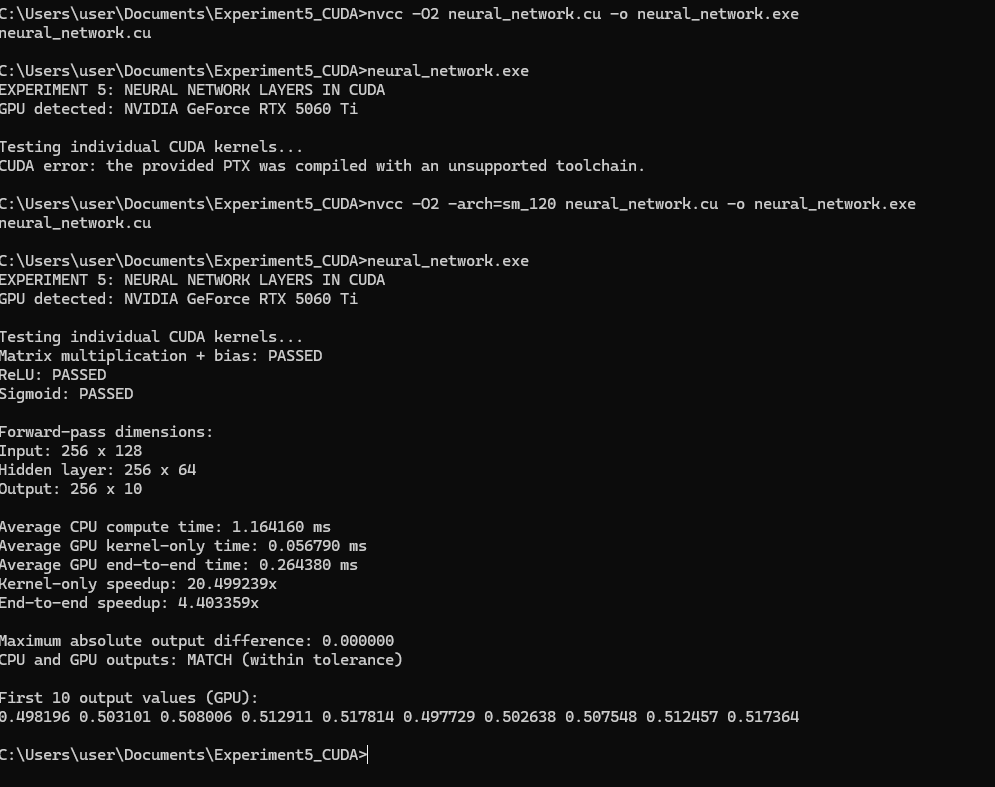 C:\Users\user\Documents\Experiment5_CUDA>nvcc -O2 neural_network.cu -o neural_network.exe
neural_network.cu
C:\Users\user\Documents\Experiment5_CUDA>neural_network.exe
EXPERIMENT 5: NEURAL NETWORK LAYERS IN CUDA
GPU detected: NVIDIA GeForce RTX 5060 Ti
Testing individual CUDA kernels...
CUDA error: the provided PTX was compiled with an unsupported toolchain.
C:\Users\user\Documents\Experiment5_CUDA>nvcc -O2 -arch=sm_120 neural_network.cu -o neural_network.exe
neural_network.cu
C:\Users\user\Documents\Experiment5_CUDA>neural_network.exe
EXPERIMENT 5: NEURAL NETWORK LAYERS IN CUDA
GPU detected: NVIDIA GeForce RTX 5060 Ti
Testing individual CUDA kernels...
Matrix multiplication + bias: PASSED
ReLU: PASSED
Sigmoid: PASSED
Forward-pass dimensions:
Input: 256 x 128
Hidden layer: 256 x 64
Output: 256 x 10
Average CPU compute time: 1.164160 ms
Average GPU kernel-only time: 0.056790 ms
Average GPU end-to-end time: 0.264380 ms
Kernel-only speedup: 20.499239x
End-to-end speedup: 4.403359x
Maximum absolute output difference: 0.000000
CPU and GPU outputs: MATCH (within tolerance)
First 10 output values (GPU):
0.498196 0.503101 0.508006 0.512911 0.517814 0.497729 0.502638 0.507548 0.512457 0.517364
C:\Users\user\Documents\Experiment5_CUDA>